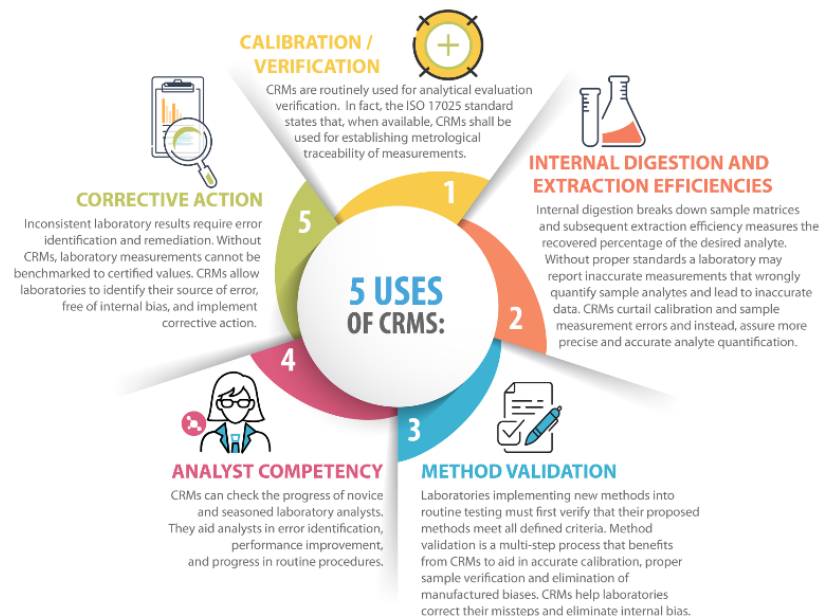 CALIBRATION /
VERIFICATION
CRMs are routinely used for analytical evaluation
verification. In fact, the ISO 17025 standard
states that, when available, CRMs shall be
used for establishing metrological
traceability of measurements.
1
INTERNAL DIGESTION AND
EXTRACTION EFFICIENCIES
Internal digestion breaks down sample matrices
and subsequent extraction efficiency measures the
recovered percentage of the desired analyte.
Without proper standards a laboratory may
report inaccurate measurements that wrongly
quantify sample analytes and lead to inaccurate
data. CRMs curtail calibration and sample
measurement errors and instead, assure more
precise and accurate analyte quantification.
2
CORRECTIVE ACTION
Inconsistent laboratory results require error
identification and remediation. Without
CRMs, laboratory measurements cannot be
benchmarked to certified values. CRMs allow
laboratories to identify their source of error,
free of internal bias, and implement
corrective action.
5
5 USES
OF CRMS:
4
ANALYST COMPETENCY
CRMs can check the progress of novice
and seasoned laboratory analysts.
They aid analysts in error identification,
performance improvement,
and progress in routine procedures.
3
METHOD VALIDATION
Laboratories implementing new methods into
routine testing must first verify that their proposed
methods meet all defined criteria. Method
validation is a multi-step process that benefits
from CRMs to aid in accurate calibration, proper
sample verification and elimination of
manufactured biases. CRMs help laboratories
correct their missteps and eliminate internal bias.